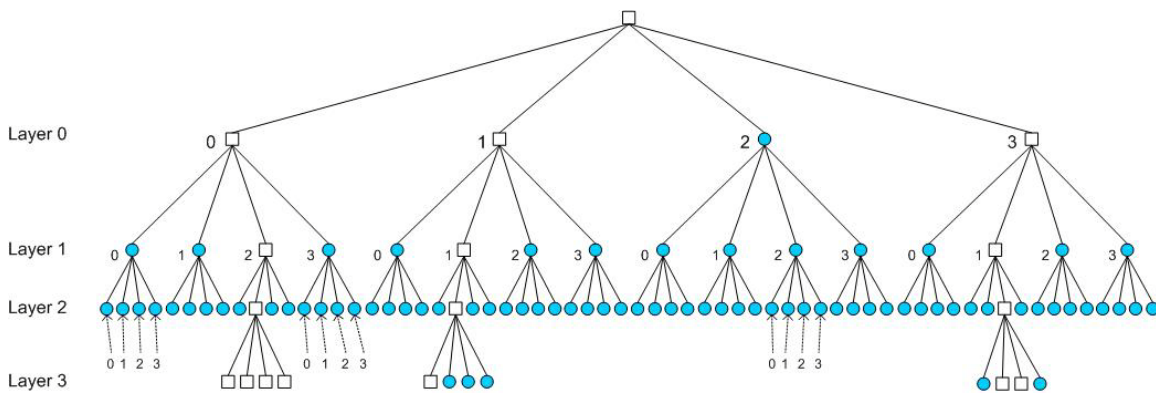 Layer 0
0 1 2 3
Layer 1
0 1 2 3 0 1 2 3 0 1 2 3 0 1 2 3
Layer 2
0 1 2 3 0 1 2 3 0 1 2 3
Layer 3